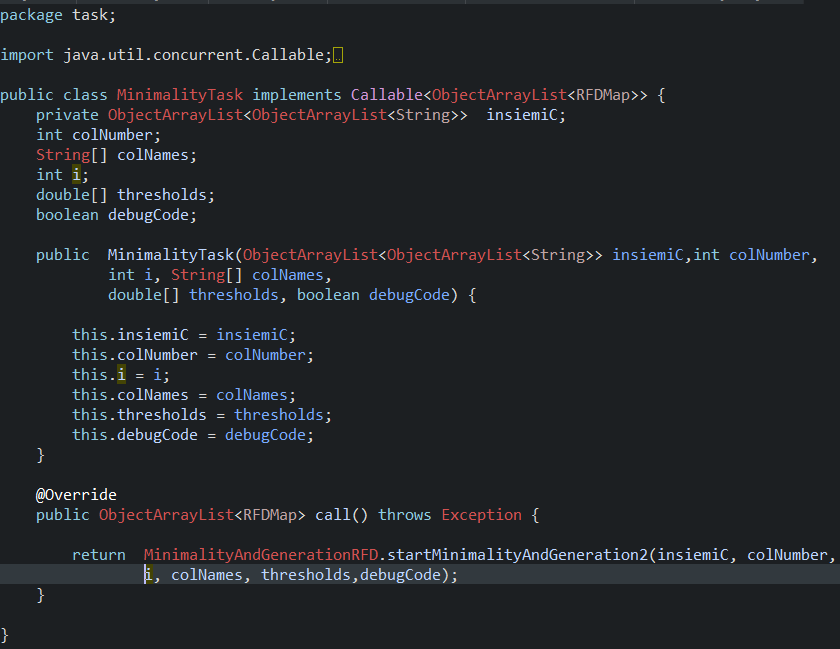 package task;
import java.util.concurrent.Callable;
public class MinimalityTask implements Callable<ObjectArrayList<RFDMap>> {
private ObjectArrayList<ObjectArrayList<String>>  insiemiC;
int colNumber;
String[] colNames;
int i;
double[] thresholds;
boolean debugCode;
public  MinimalityTask(ObjectArrayList<ObjectArrayList<String>> insiemiC,int colNumber,
int i, String[] colNames,
double[] thresholds, boolean debugCode) {
this.insiemiC = insiemiC;
this.colNumber = colNumber;
this.i = i;
this.colNames = colNames;
this.thresholds = thresholds;
this.debugCode = debugCode;
}
@Override
public ObjectArrayList<RFDMap> call() throws Exception {
return  MinimalityAndGenerationRFD.startMinimalityAndGeneration2(insiemiC, colNumber,
i, colNames, thresholds,debugCode);
}
}